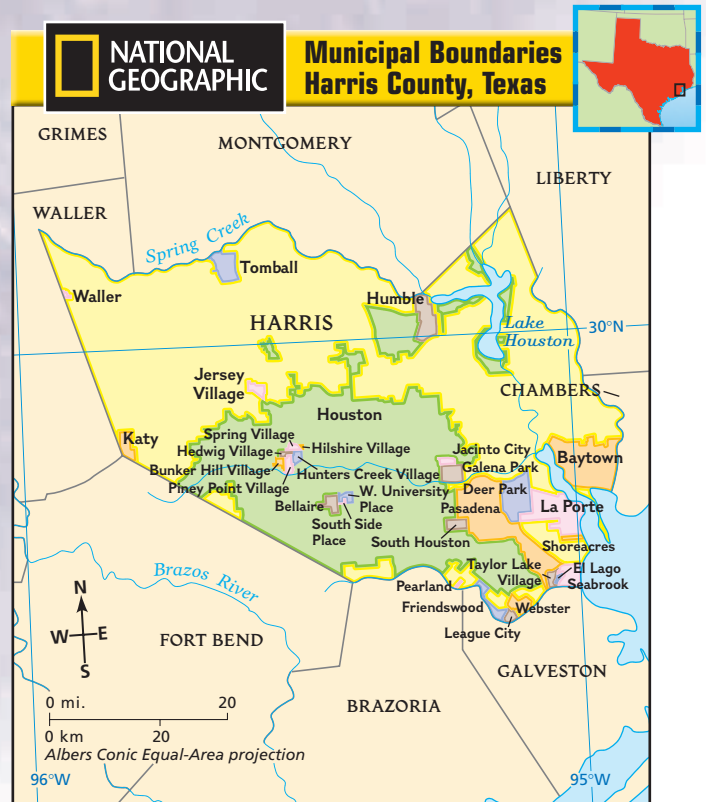 NATIONAL
GEOGRAPHIC
Municipal Boundaries
Harris County, Texas
GRIMES
MONTGOMERY
LIBERTY
WALLER
Spring Creek
Tomball
Waller
Humble
HARRIS
Lake
Houston
30°N
Jersey
Village
CHAMBERS
Houston
Katy
Spring Village
Hilshire Village
Hedwig Village
Bunker Hill Village
Hunters Creek Village
Piney Point Village
Jacinto City
Galena Park
Baytown
Bellaire
W. University
Place
South Side
Place
Deer Park
Pasadena
La Porte
South Houston
Shoreacres
Taylor Lake
Village
El Lago
Seabrook
Pearland
Friendswood
Webster
League City
Brazos River
N
W
E
S
FORT BEND
GALVESTON
BRAZORIA
0 mi.
20
0 km
20
Albers Conic Equal-Area projection
96°W
95°W